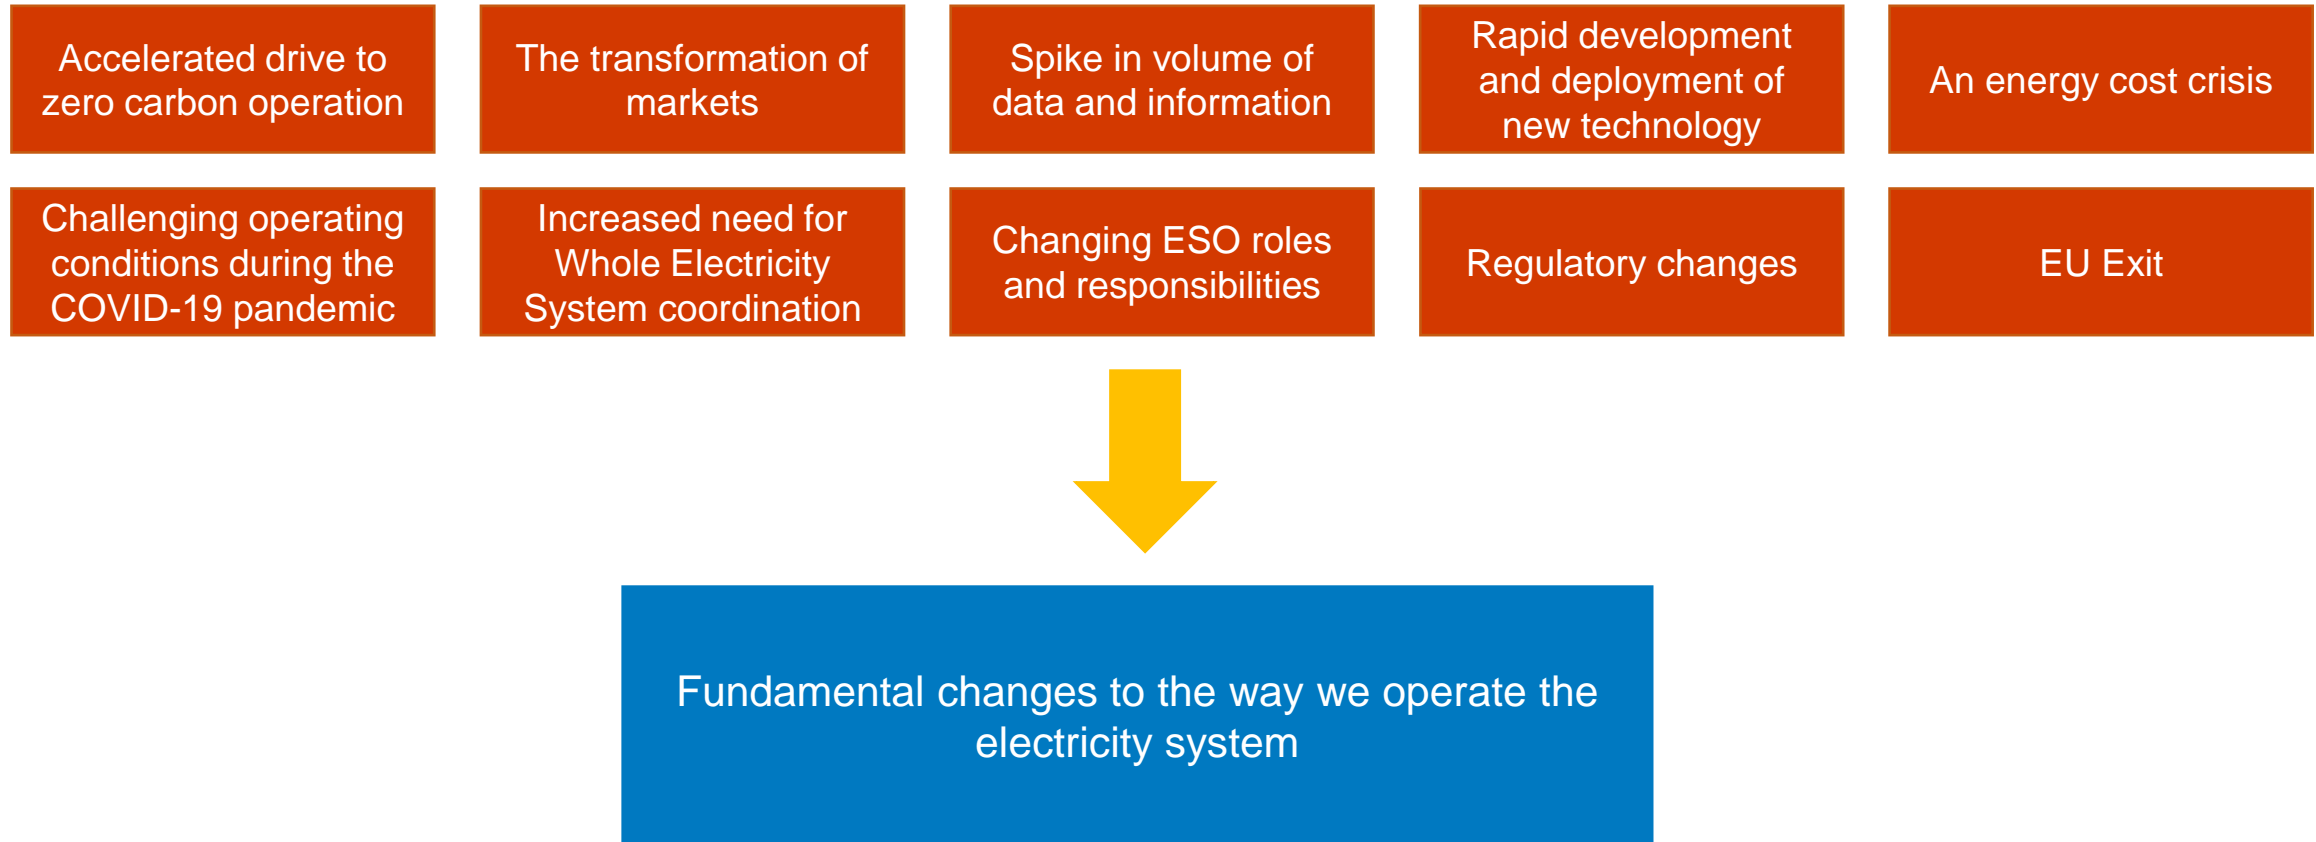 Accelerated drive to
zero carbon operation
The transformation of
markets
Spike in volume of
data and information
Rapid development
and deployment of
new technology
An energy cost crisis
Challenging operating
conditions during the
COVID-19 pandemic
Increased need for
Whole Electricity
System coordination
Changing ESO roles
and responsibilities
Regulatory changes
EU Exit
Fundamental changes to the way we operate the
electricity system